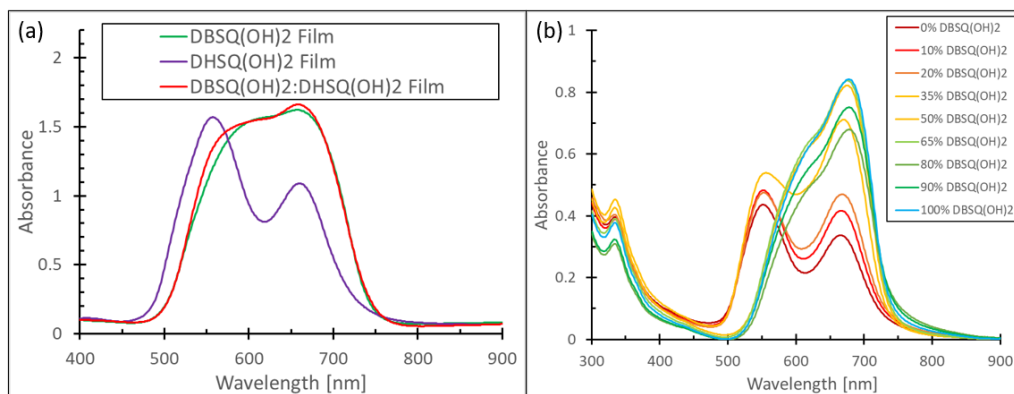 (a)
DBSQ(OH)2 Film
DHSQ(OH)2 Film
DBSQ(OH)2:DHSQ(OH)2 Film
Absorbance
2
1.5
1
0.5
0
400
500
600
700
800
900
Wavelength [nm]
(b)
0% DBSQ(OH)2
10% DBSQ(OH)2
20% DBSQ(OH)2
35% DBSQ(OH)2
50% DBSQ(OH)2
65% DBSQ(OH)2
80% DBSQ(OH)2
90% DBSQ(OH)2
100% DBSQ(OH)2
Absorbance
1
0.8
0.6
0.4
0.2
0
300
400
500
600
700
800
900
Wavelength [nm]